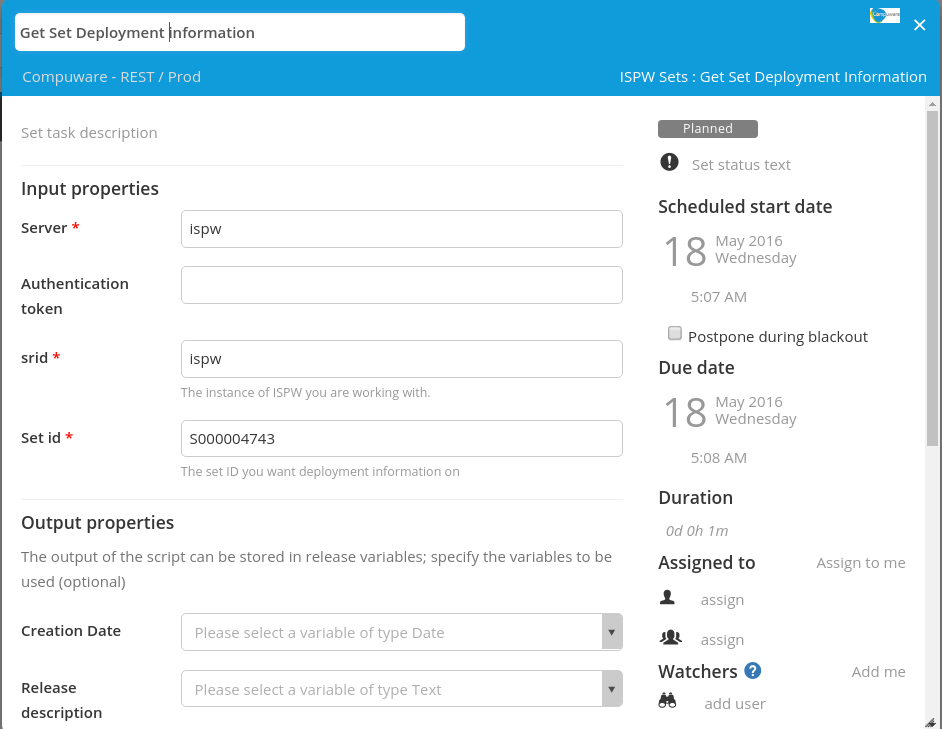 Get Set Deployment information
Compuware
Compuware - REST / Prod
ISPW Sets : Get Set Deployment Information
Set task description
Input properties
Server *
ispw
Authentication
token
srid *
ispw
The instance of ISPW you are working with.
Set id *
S000004743
The set ID you want deployment information on
Output properties
The output of the script can be stored in release variables; specify the variables to be
used (optional)
Creation Date
Please select a variable of type Date
Release
description
Please select a variable of type Text
Planned
Set status text
Scheduled start date
18
May 2016
Wednesday
5:07 AM
Postpone during blackout
Due date
18
May 2016
Wednesday
5:08 AM
Duration
0d 0h 1m
Assigned to
Assign to me
assign
assign
Watchers ?
Add me
add user